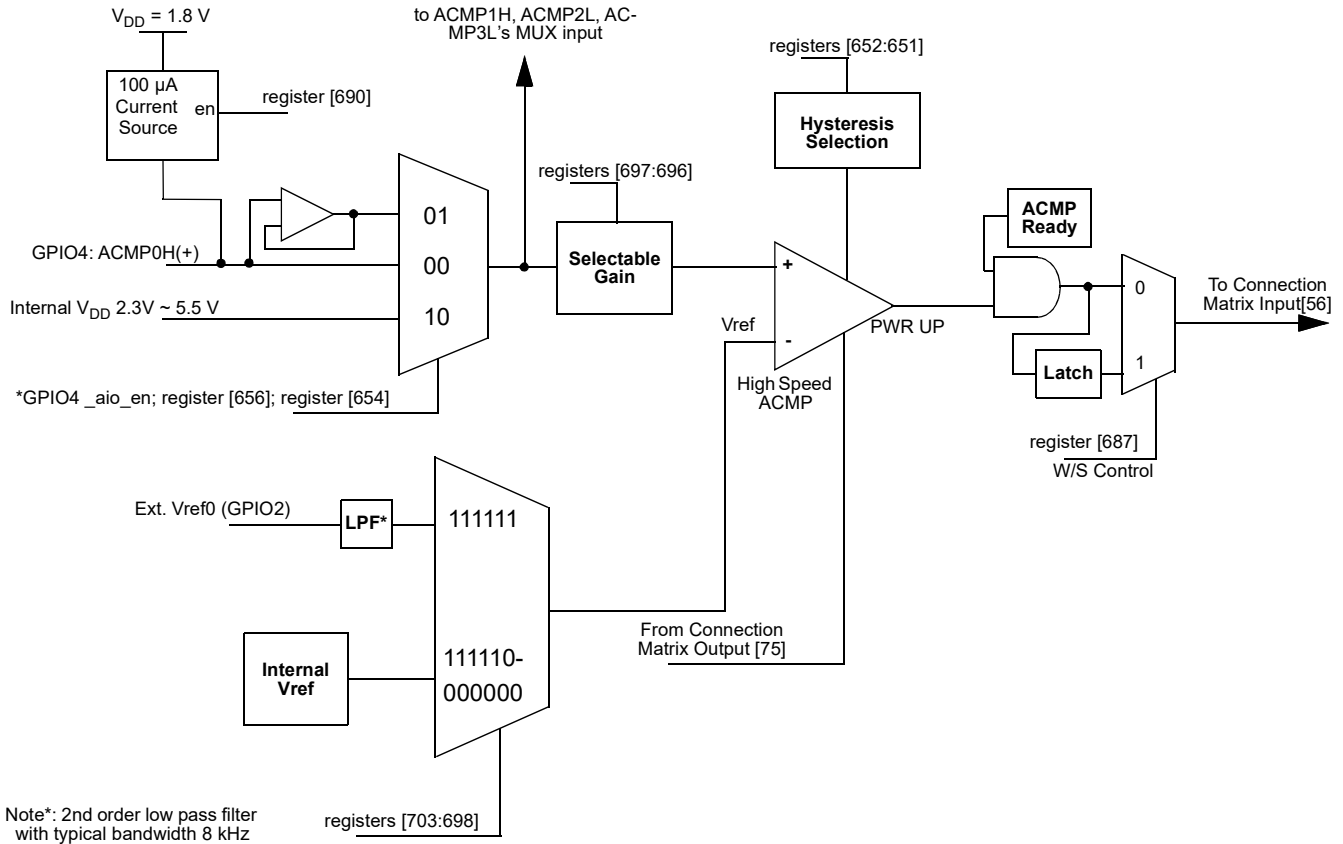 V_DD = 1.8 V
to ACMP1H, ACMP2L, AC-
MP3L's MUX input
registers [652:651]
100 µA
Current
Source
en
register [690]
Hysteresis
Selection
registers [697:696]
01
ACMP
Ready
GPIO4: ACMP0H(+)
00
Selectable
Gain
+
0
To Connection
Matrix Input[56]
Internal V_DD 2.3V ~ 5.5 V
10
Vref
-
PWR UP
1
Latch
High Speed
ACMP
*GPIO4 _aio_en; register [656]; register [654]
register [687]
W/S Control
Ext. Vref0 (GPIO2)
LPF*
111111
From Connection
Matrix Output [75]
Internal
Vref
111110-
000000
Note*: 2nd order low pass filter
with typical bandwidth 8 kHz
registers [703:698]